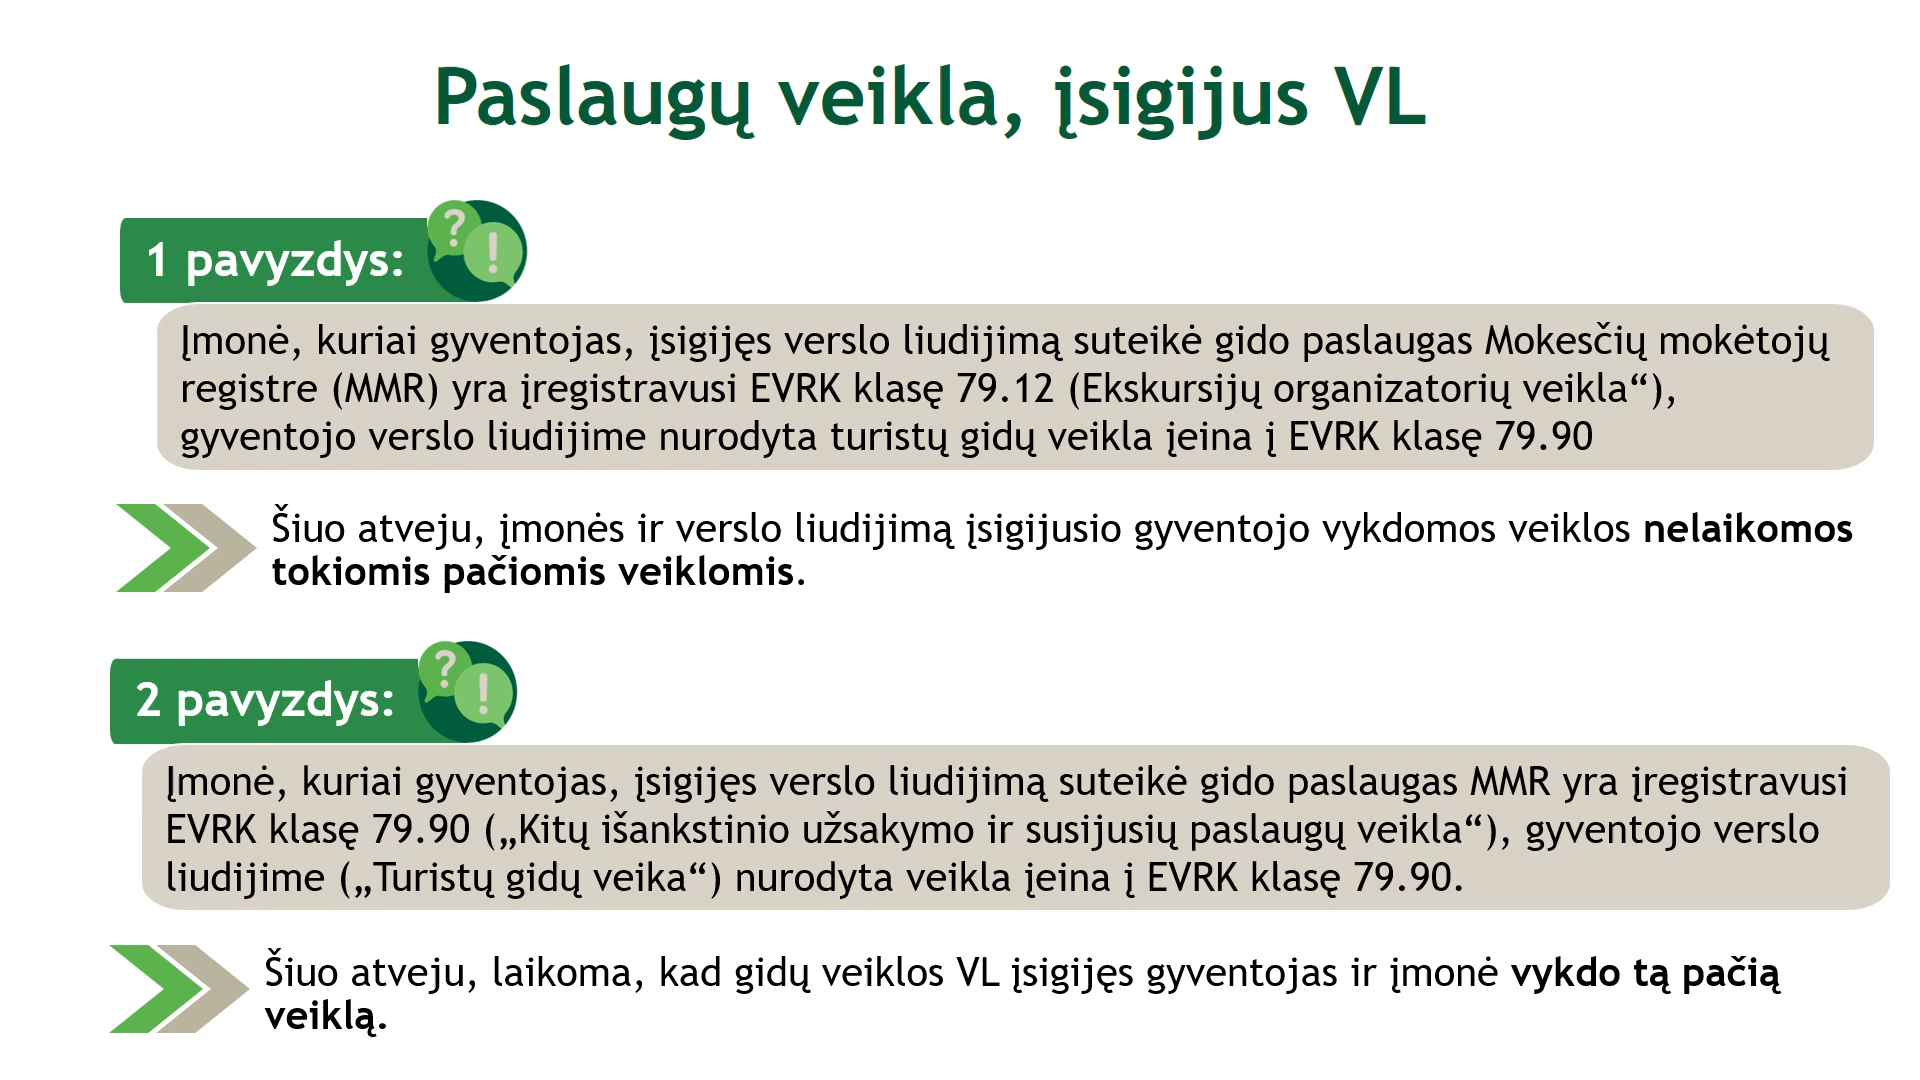 Paslaugų veikla, įsigijus VL
1 pavyzdys:
? !
Įmonė, kuriai gyventojas, įsigijęs verslo liudijimą suteikė gido paslaugas Mokesčių mokėtojų
registre (MMR) yra įregistravusi EVRK klasę 79.12 (Ekskursijų organizatorių veikla“),
gyventojo verslo liudijime nurodyta turistų gidų veikla įeina į EVRK klasę 79.90
Šiuo atveju, įmonės ir verslo liudijimą įsigijusio gyventojo vykdomos veiklos nelaikomos
tokiomis pačiomis veiklomis.
2 pavyzdys:
? !
Įmonė, kuriai gyventojas, įsigijęs verslo liudijimą suteikė gido paslaugas MMR yra įregistravusi
EVRK klasę 79.90 („Kitų išankstinio užsakymo ir susijusių paslaugų veikla“), gyventojo verslo
liudijime („Turistų gidų veika“) nurodyta veikla įeina į EVRK klasę 79.90.
Šiuo atveju, laikoma, kad gidų veiklos VL įsigijęs gyventojas ir įmonė vykdo tą pačią
veiklą.